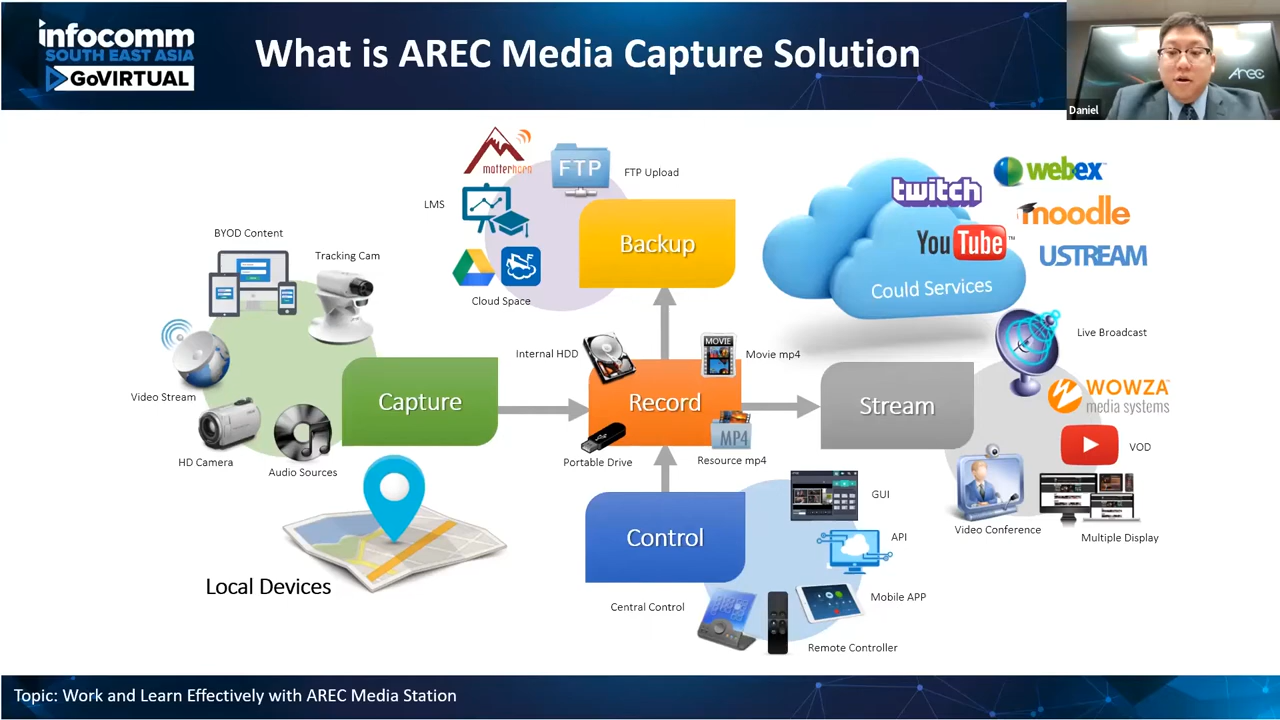 infocomm
SOUTH EAST ASIA
GoVIRTUAL
What is AREC Media Capture Solution
Arec
Daniel
matterhorn
FTP
FTP Upload
LMS
Cloud Space
Backup
twitch
webex
moodle
YouTube™
USTREAM
Could Services
BYOD Content
Tracking Cam
Video Stream
HD Camera
Audio Sources
Capture
Internal HDD
MOVIE
Movie mp4
Record
Portable Drive
MP4
Resource mp4
Stream
Live Broadcast
WOWZA
media systems
VOD
Video Conference
Multiple Display
Control
GUI
API
Mobile APP
Central Control
Remote Controller
Local Devices
Topic: Work and Learn Effectively with AREC Media Station